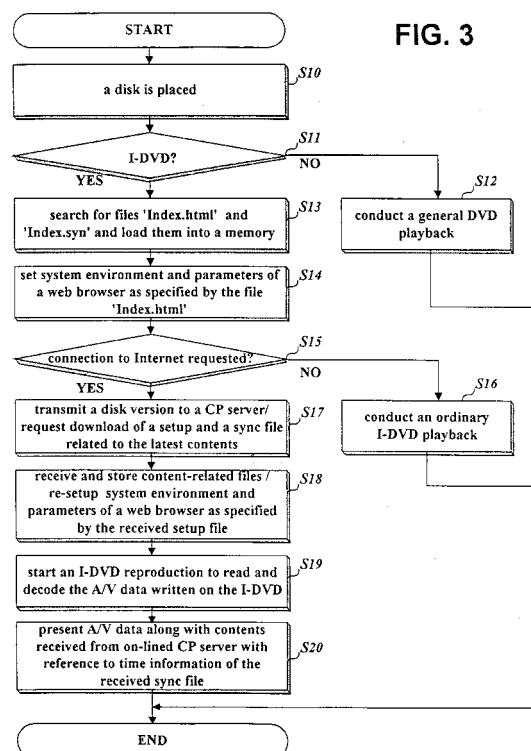 START
FIG. 3
S10
a disk is placed
S11
I-DVD?
NO
YES
S12
conduct a general DVD
playback
S13
search for files 'Index.html' and
'Index.syn' and load them into a memory
S14
set system environment and parameters of
a web browser as specified by the file
'Index.html'
S15
connection to Internet requested?
NO
YES
S16
conduct an ordinary
I-DVD playback
S17
transmit a disk version to a CP server/
request download of a setup and a sync file
related to the latest contents
S18
receive and store content-related files /
re-setup system environment and
parameters of a web browser as specified
by the received setup file
S19
start an I-DVD reproduction to read and
decode the A/V data written on the I-DVD
S20
present A/V data along with contents
received from on-lined CP server with
reference to time information of the
received sync file
END